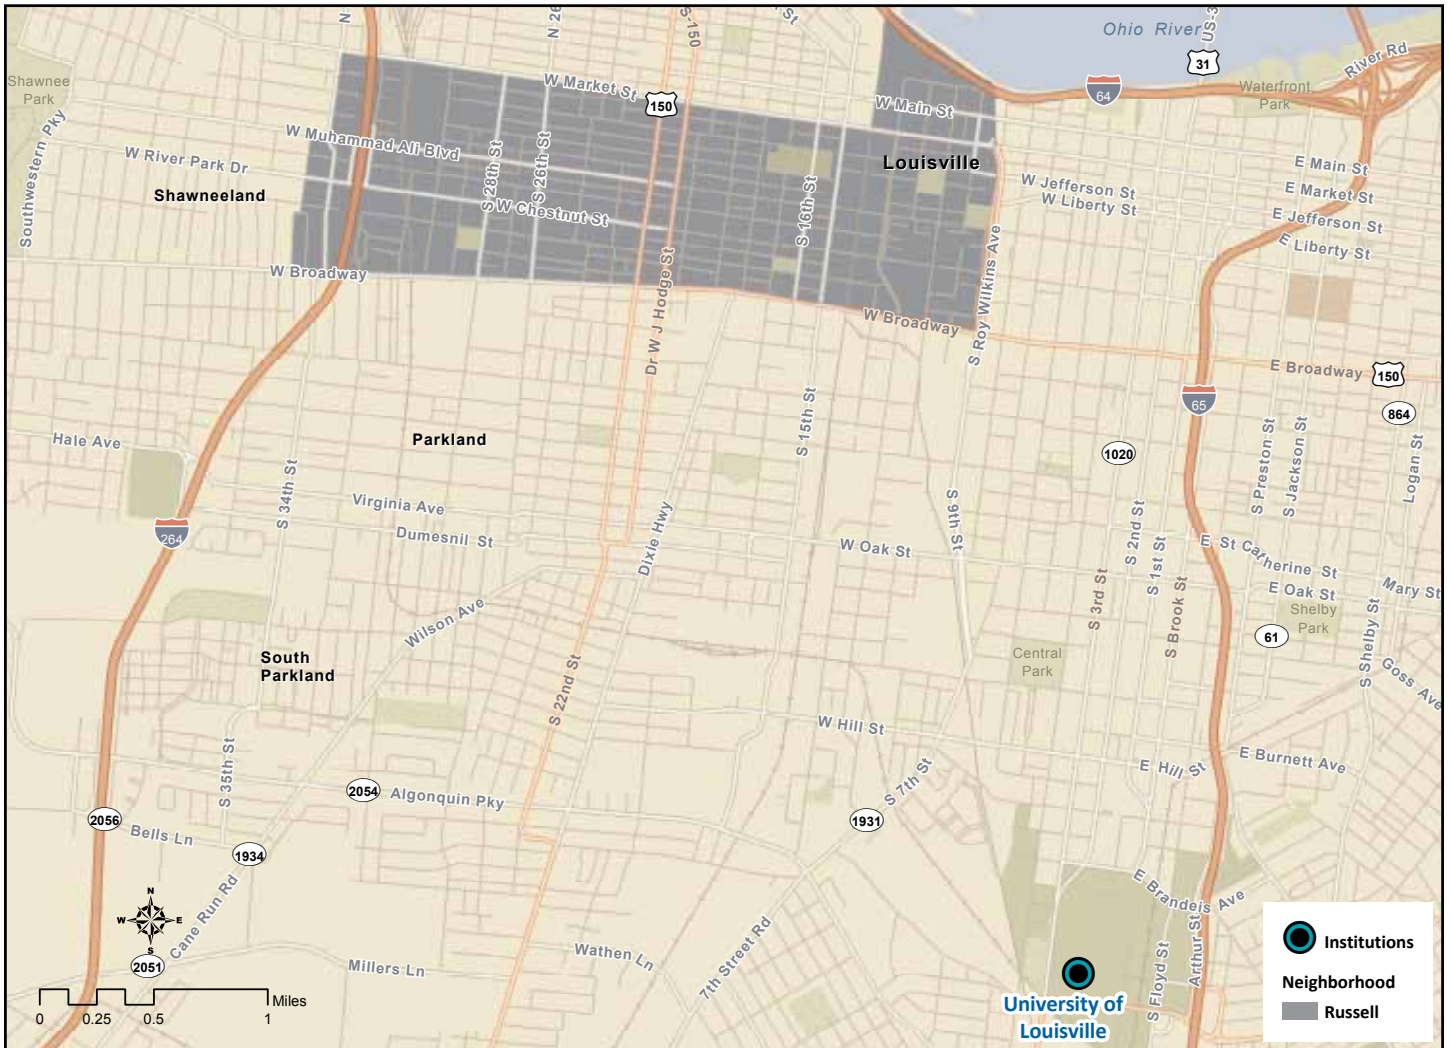 Ohio River
US-3
31
River Rd
N
N 26
S-150
St
Shawnee
Park
64
Waterfront
Park
W Market St
150
W Main St
W Muhammad Ali Blvd
W River Park Dr
Southwestern Pky
Shawneeland
S 28th St
S 26th St
W Chestnut St
S 16th St
Louisville
W Jefferson St
W Liberty St
E Main St
E Market St
E Jefferson St
E Liberty St
W Broadway
Dr W J Hodge St
W Broadway
S Roy Wilkins Ave
E Broadway
150
65
864
Hale Ave
Parkland
S 15th St
1020
S Preston St
S Jackson St
Logan St
S 34th St
Virginia Ave
Dumesnil St
264
Dixie Hwy
W Oak St
S 9th St
S 2nd St
S 1st St
S 3rd St
S Brook St
E St Catherine St
E Oak St
Mary St
Shelby
Park
61
S Shelby St
Goss Ave
Wilson Ave
South
Parkland
Central
Park
S 22nd St
W Hill St
E Hill St
E Burnett Ave
S 35th St
2054
Algonquin Pky
S 7th St
1931
2056
Bells Ln
1934
Cane Run Rd
2051
Millers Ln
Wathen Ln
7th Street Rd
E Brandeis Ave
S Floyd St
Arthur St
University of
Louisville
N
W
E
S
Miles
0
0.25
0.5
1
Institutions
Neighborhood
Russell